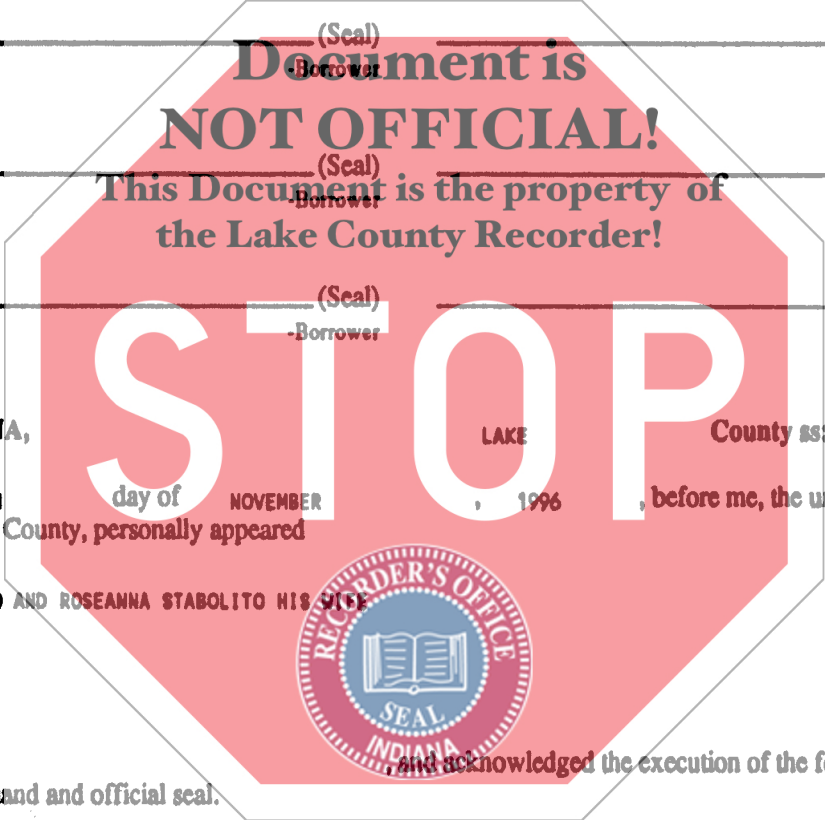 (Seal)
-Borrower
Document is
NOT OFFICIAL!
(Seal)
-Borrower
This Document is the property of
the Lake County Recorder!
(Seal)
-Borrower
STOP
A,
LAKE County ss:
day of NOVEMBER , 1996 , before me, the u
County, personally appeared
) AND ROSEANNA STABOLITO HIS WIFE
RECORDER'S OFFICE
SEAL
INDIANA
, and acknowledged the execution of the f
and and official seal.